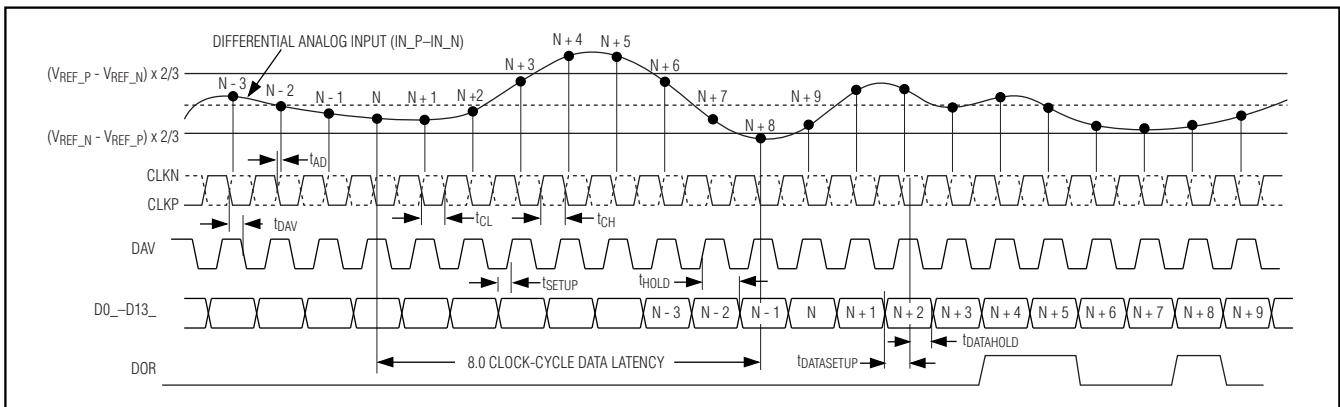 DIFFERENTIAL ANALOG INPUT (IN_P–IN_N)
(VREF_P - VREF_N) x 2/3
N - 3
N - 2
N - 1
N
N + 1
N +2
N + 3
N + 4
N + 5
N + 6
N + 7
N + 8
N + 9
(VREF_N - VREF_P) x 2/3
tAD
CLKN
CLKP
tDAV
tCL
tCH
DAV
tSETUP
tHOLD
D0_–D13_
N - 3
N - 2
N - 1
N
N + 1
N + 2
N + 3
N + 4
N + 5
N + 6
N + 7
N + 8
N + 9
8.0 CLOCK-CYCLE DATA LATENCY
tDATASETUP
tDATAHOLD
DOR